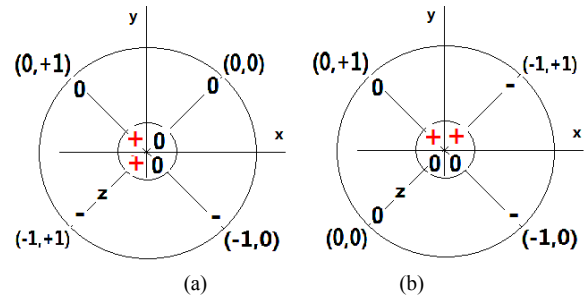 y y
(0,+1) (0,0) (0,+1) (-1,+1)
0 0 0 -
+ 0 x + + x
+ 0 0 0
z z
- - 0 -
(-1,+1) (-1,0) (0,0) (-1,0)
(a) (b)